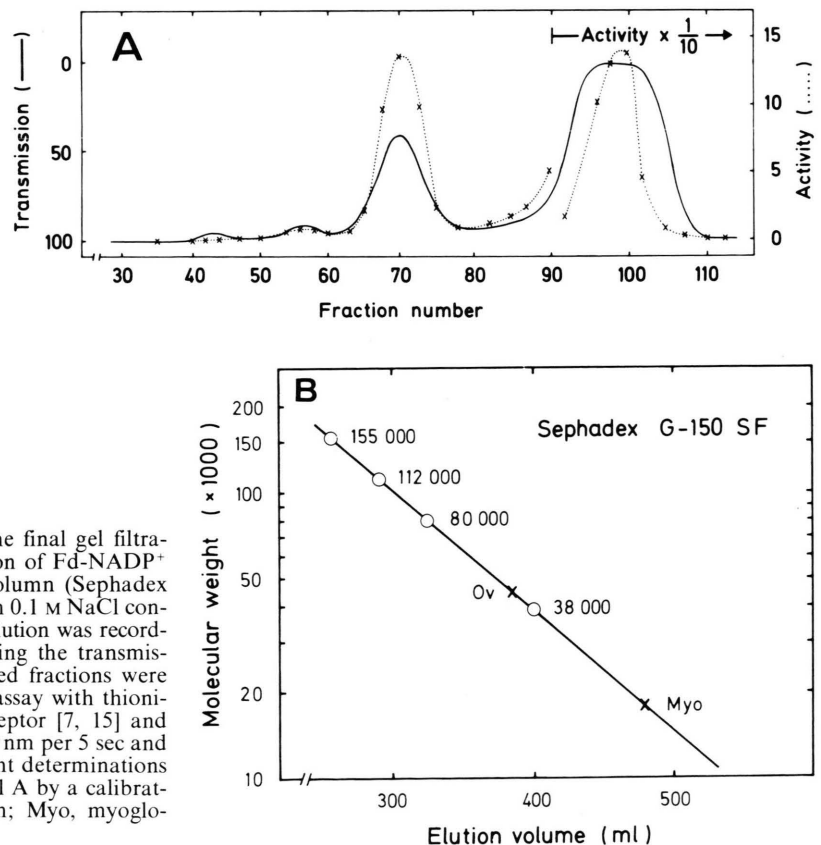 A
Activity x 1/10
Transmission (——)
0
50
100
15
10
5
0
Activity (.....)
30 40 50 60 70 80 90 100 110
Fraction number
B
Sephadex G-150 SF
200
150
100
50
20
10
155 000
112 000
80 000
Ov
38 000
Myo
Molecular weight (×1000)
300 400 500
Elution volume (ml)
ne final gel filtra-
on of Fd-NADP+
olumn (Sephadex
n 0.1 M NaCl con-
lution was record-
ing the transmis-
ed fractions were
assay with thioni-
eptor [7, 15] and
nm per 5 sec and
nt determinations
l A by a calibrat-
n; Myo, myoglo-